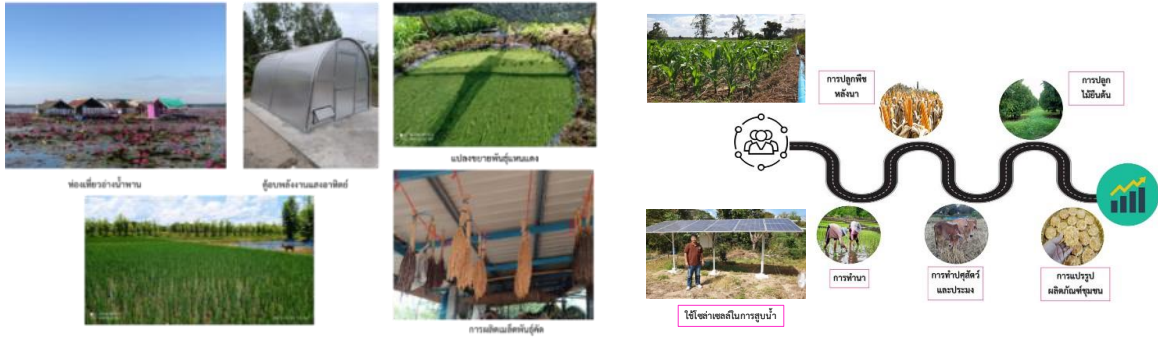 ท่องเที่ยวอ่างน้ำพาน
ตู้อบพลังงานแสงอาทิตย์
แปลงขยายพันธุ์แหนแดง
การผลิตเมล็ดพันธุ์คัด
การปลูกพืช
หลังนา
การปลูก
ไม้ยืนต้น
การทำนา
การทำปศุสัตว์
และประมง
การแปรรูป
ผลิตภัณฑ์ชุมชน
ใช้โซล่าเซลล์ในการสูบน้ำ